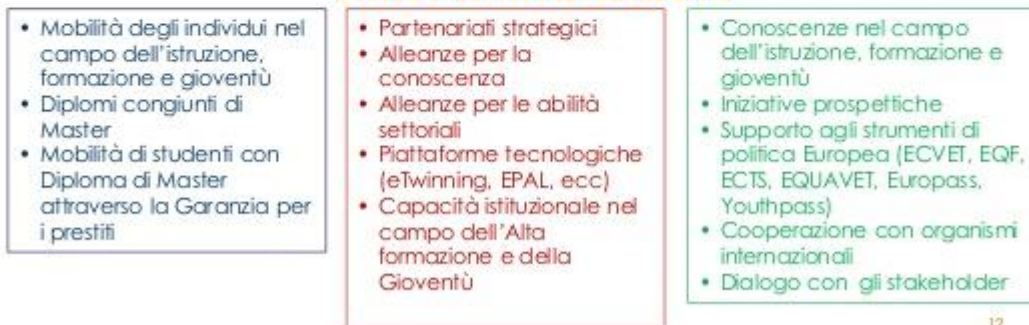 • Mobilità degli individui nel
campo dell'istruzione,
formazione e gioventù
• Diplomi congiunti di
Master
• Mobilità di studenti con
Diploma di Master
attraverso la Garanzia per
i prestiti
• Partenariati strategici
• Alleanze per la
conoscenza
• Alleanze per le abilità
settoriali
• Piattaforme tecnologiche
(eTwinning, EPAL, ecc)
• Capacità istituzionale nel
campo dell'Alta
formazione e della
Gioventù
• Conoscenze nel campo
dell'istruzione, formazione e
gioventù
• Iniziative prospettiche
• Supporto agli strumenti di
politica Europea (ECVET, EQF,
ECTS, EQUAVET, Europass,
Youthpass)
• Cooperazione con organismi
internazionali
• Dialogo con gli stakeholder
12